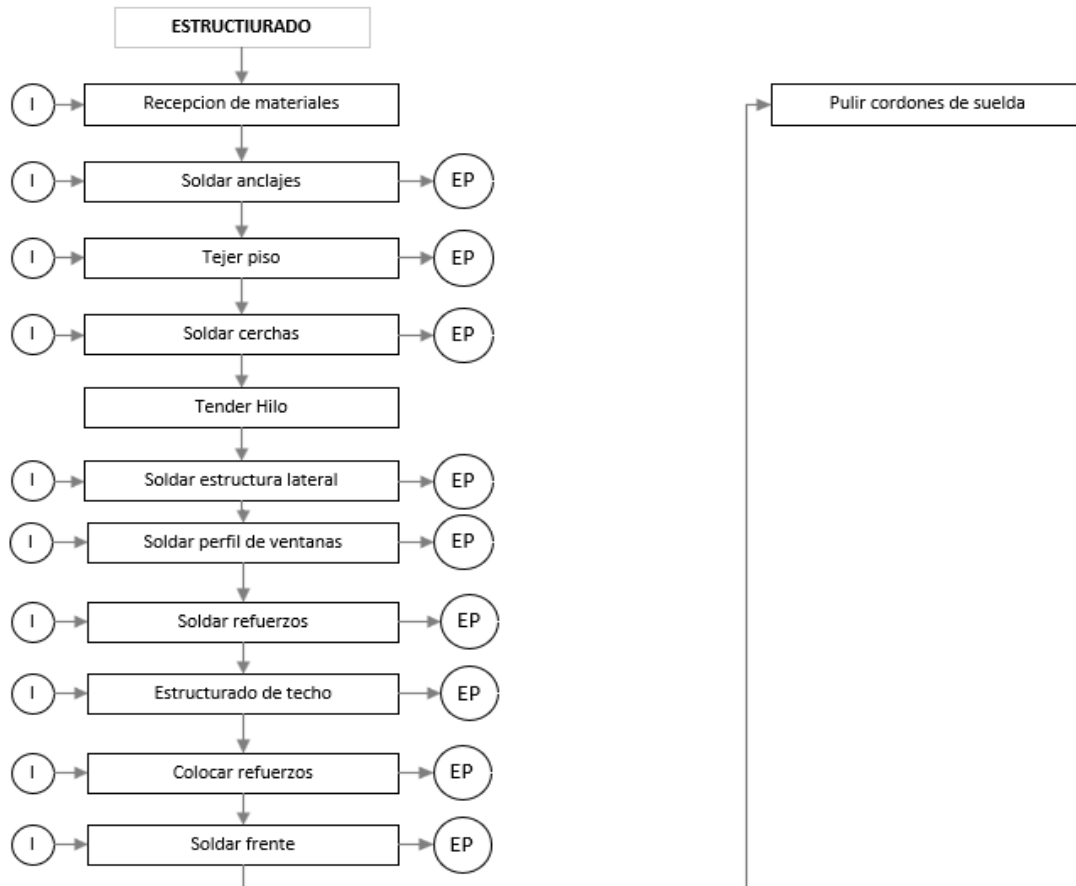 ESTRUCTIURADO
I
Recepcion de materiales
Pulir cordones de suelda
I
Soldar anclajes
EP
I
Tejer piso
EP
I
Soldar cerchas
EP
Tender Hilo
I
Soldar estructura lateral
EP
I
Soldar perfil de ventanas
EP
I
Soldar refuerzos
EP
I
Estructurado de techo
EP
I
Colocar refuerzos
EP
I
Soldar frente
EP